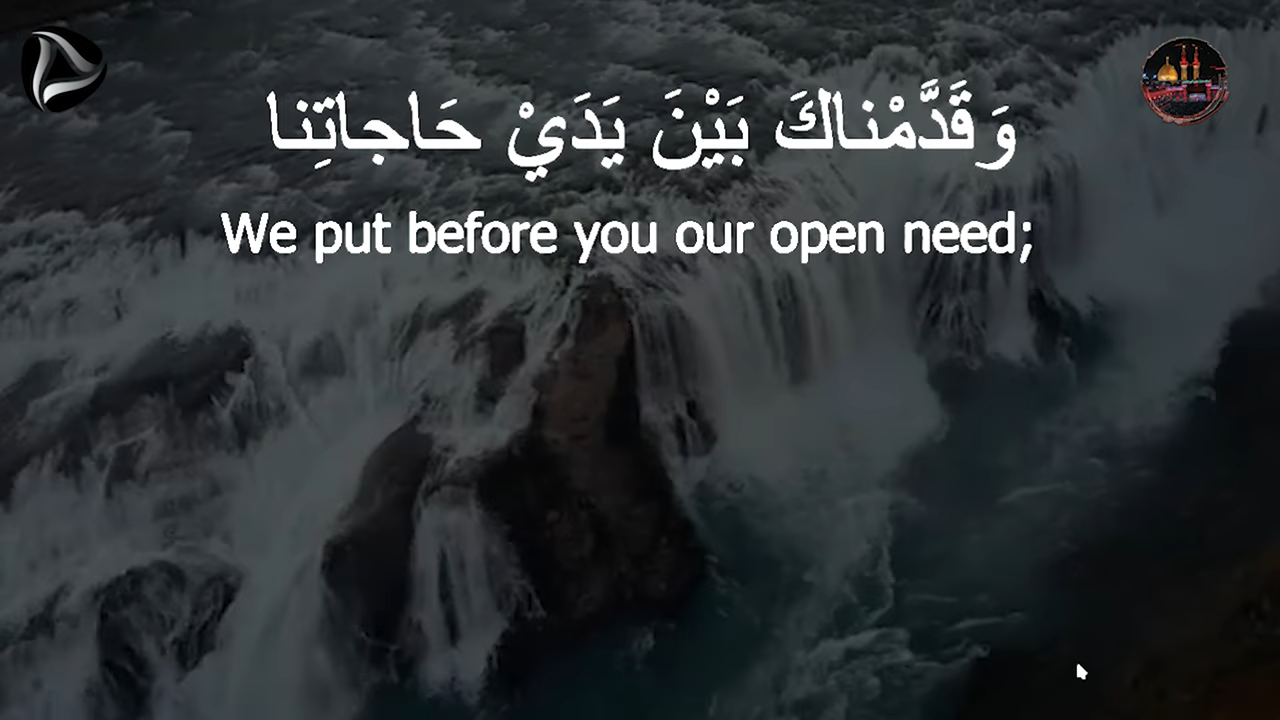 وَقَدَّمْناكَ بَيْنَ يَدَيْ حَاجاتِنا
We put before you our open need;